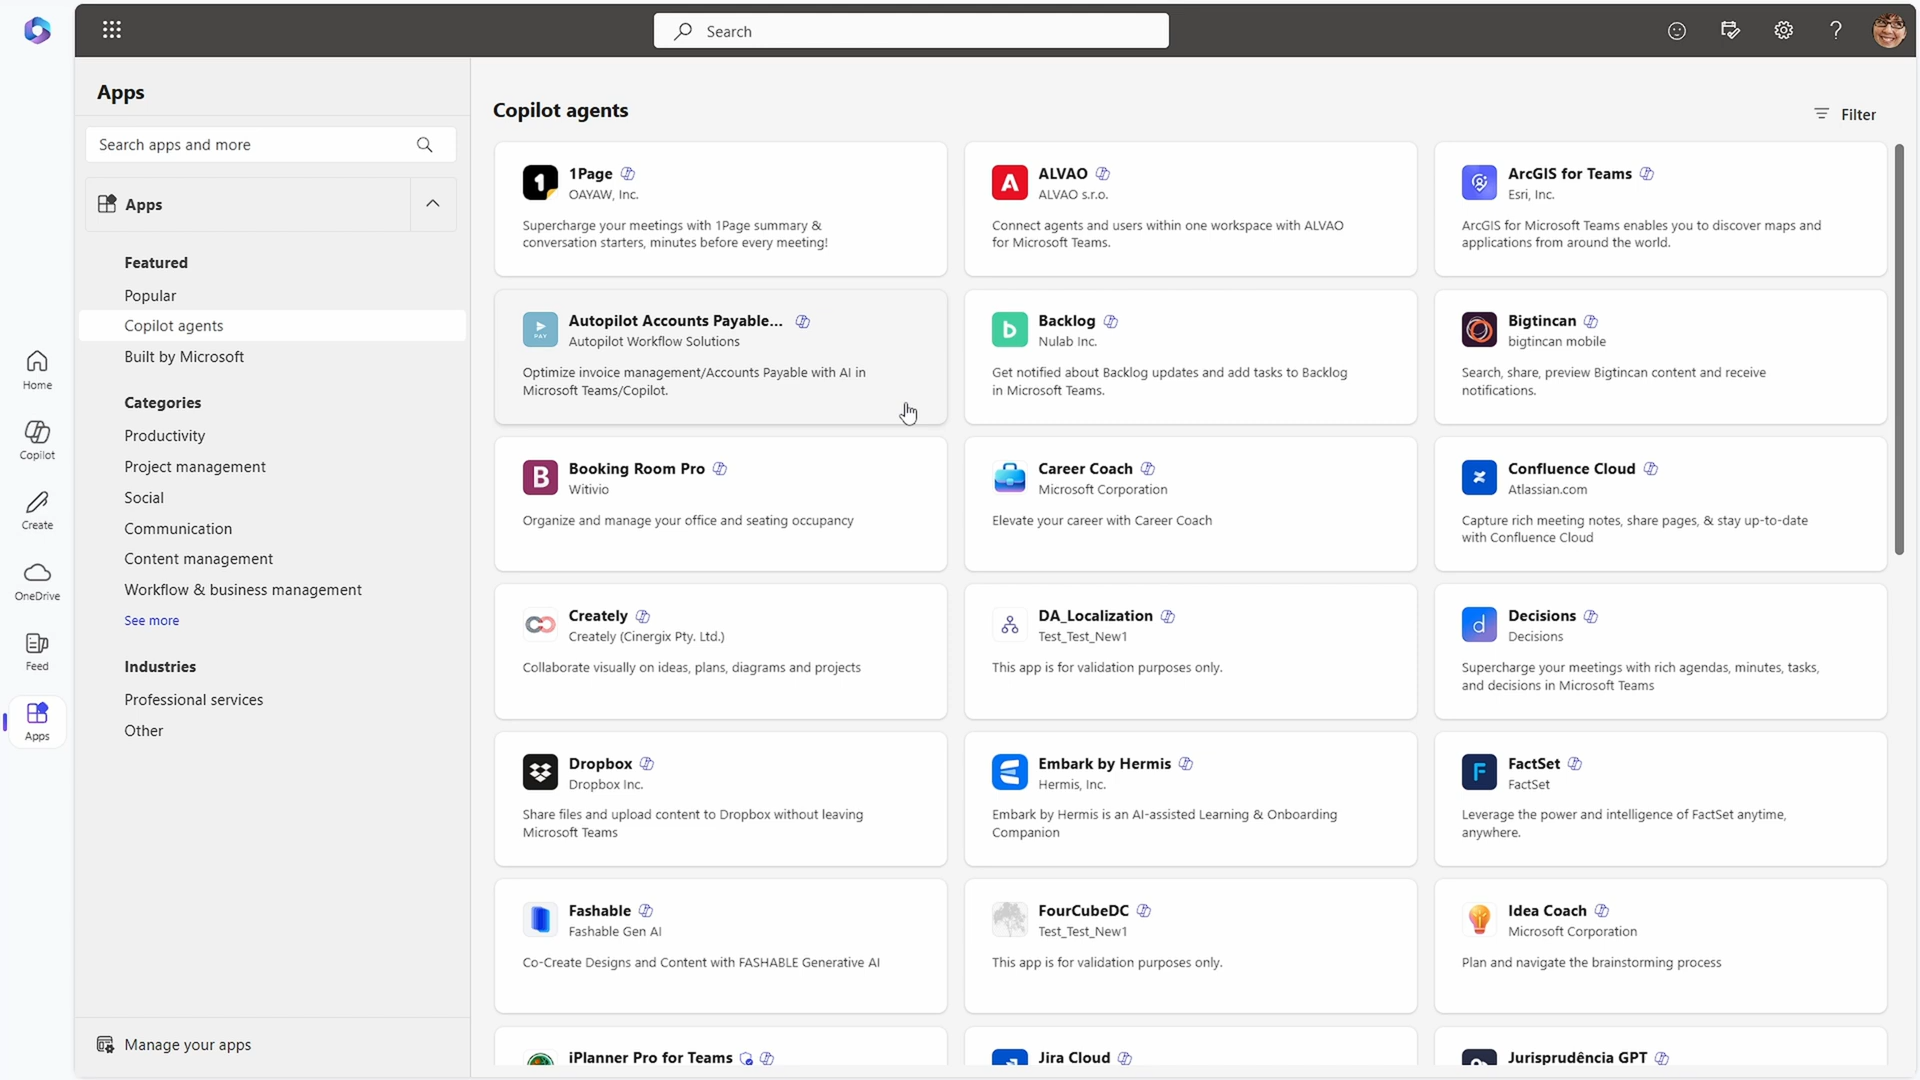 Search
Apps
Search apps and more
Apps
Featured
Popular
Copilot agents
Built by Microsoft
Categories
Productivity
Project management
Social
Communication
Content management
Workflow & business management
See more
Industries
Professional services
Other
Manage your apps
Home
Copilot
Create
OneDrive
Feed
Apps
Copilot agents
Filter
1Page
OAYAW, Inc.
Supercharge your meetings with 1Page summary &
conversation starters, minutes before every meeting!
ALVAO
ALVAO s.r.o.
Connect agents and users within one workspace with ALVAO
for Microsoft Teams.
ArcGIS for Teams
Esri, Inc.
ArcGIS for Microsoft Teams enables you to discover maps and
applications from around the world.
PAY
Autopilot Accounts Payable...
Autopilot Workflow Solutions
Optimize invoice management/Accounts Payable with AI in
Microsoft Teams/Copilot.
Backlog
Nulab Inc.
Get notified about Backlog updates and add tasks to Backlog
in Microsoft Teams.
Bigtincan
bigtincan mobile
Search, share, preview Bigtincan content and receive
notifications.
B
Booking Room Pro
Witivio
Organize and manage your office and seating occupancy
Career Coach
Microsoft Corporation
Elevate your career with Career Coach
Confluence Cloud
Atlassian.com
Capture rich meeting notes, share pages, & stay up-to-date
with Confluence Cloud
Creately
Creately (Cinergix Pty. Ltd.)
Collaborate visually on ideas, plans, diagrams and projects
DA_Localization
Test_Test_New1
This app is for validation purposes only.
d
Decisions
Decisions
Supercharge your meetings with rich agendas, minutes, tasks,
and decisions in Microsoft Teams
Dropbox
Dropbox Inc.
Share files and upload content to Dropbox without leaving
Microsoft Teams
Embark by Hermis
Hermis, Inc.
Embark by Hermis is an AI-assisted Learning & Onboarding
Companion
F
FactSet
FactSet
Leverage the power and intelligence of FactSet anytime,
anywhere.
Fashable
Fashable Gen AI
Co-Create Designs and Content with FASHABLE Generative AI
FourCubeDC
Test_Test_New1
This app is for validation purposes only.
Idea Coach
Microsoft Corporation
Plan and navigate the brainstorming process
iPlanner Pro for Teams
Jira Cloud
Jurisprudência GPT